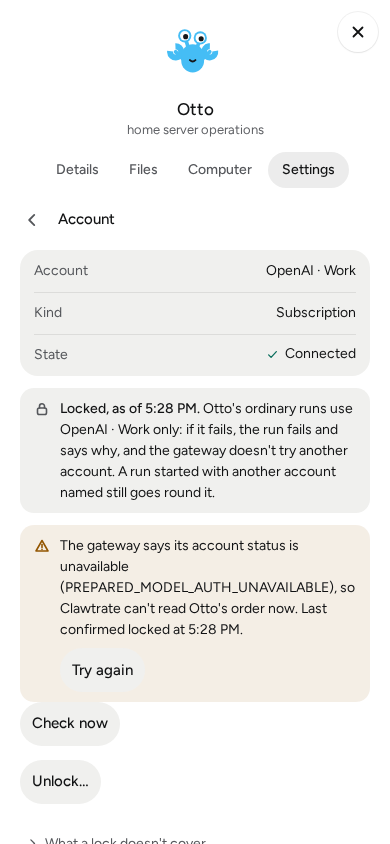 Otto
home server operations
Details Files Computer Settings
Account
Account OpenAI · Work
Kind Subscription
State Connected
Locked, as of 5:28 PM. Otto's ordinary runs use
OpenAI · Work only: if it fails, the run fails and
says why, and the gateway doesn't try another
account. A run started with another account
named still goes round it.
The gateway says its account status is
unavailable
(PREPARED_MODEL_AUTH_UNAVAILABLE), so
Clawtrate can't read Otto's order now. Last
confirmed locked at 5:28 PM.
Try again
Check now
Unlock...
What a lock doesn't cover